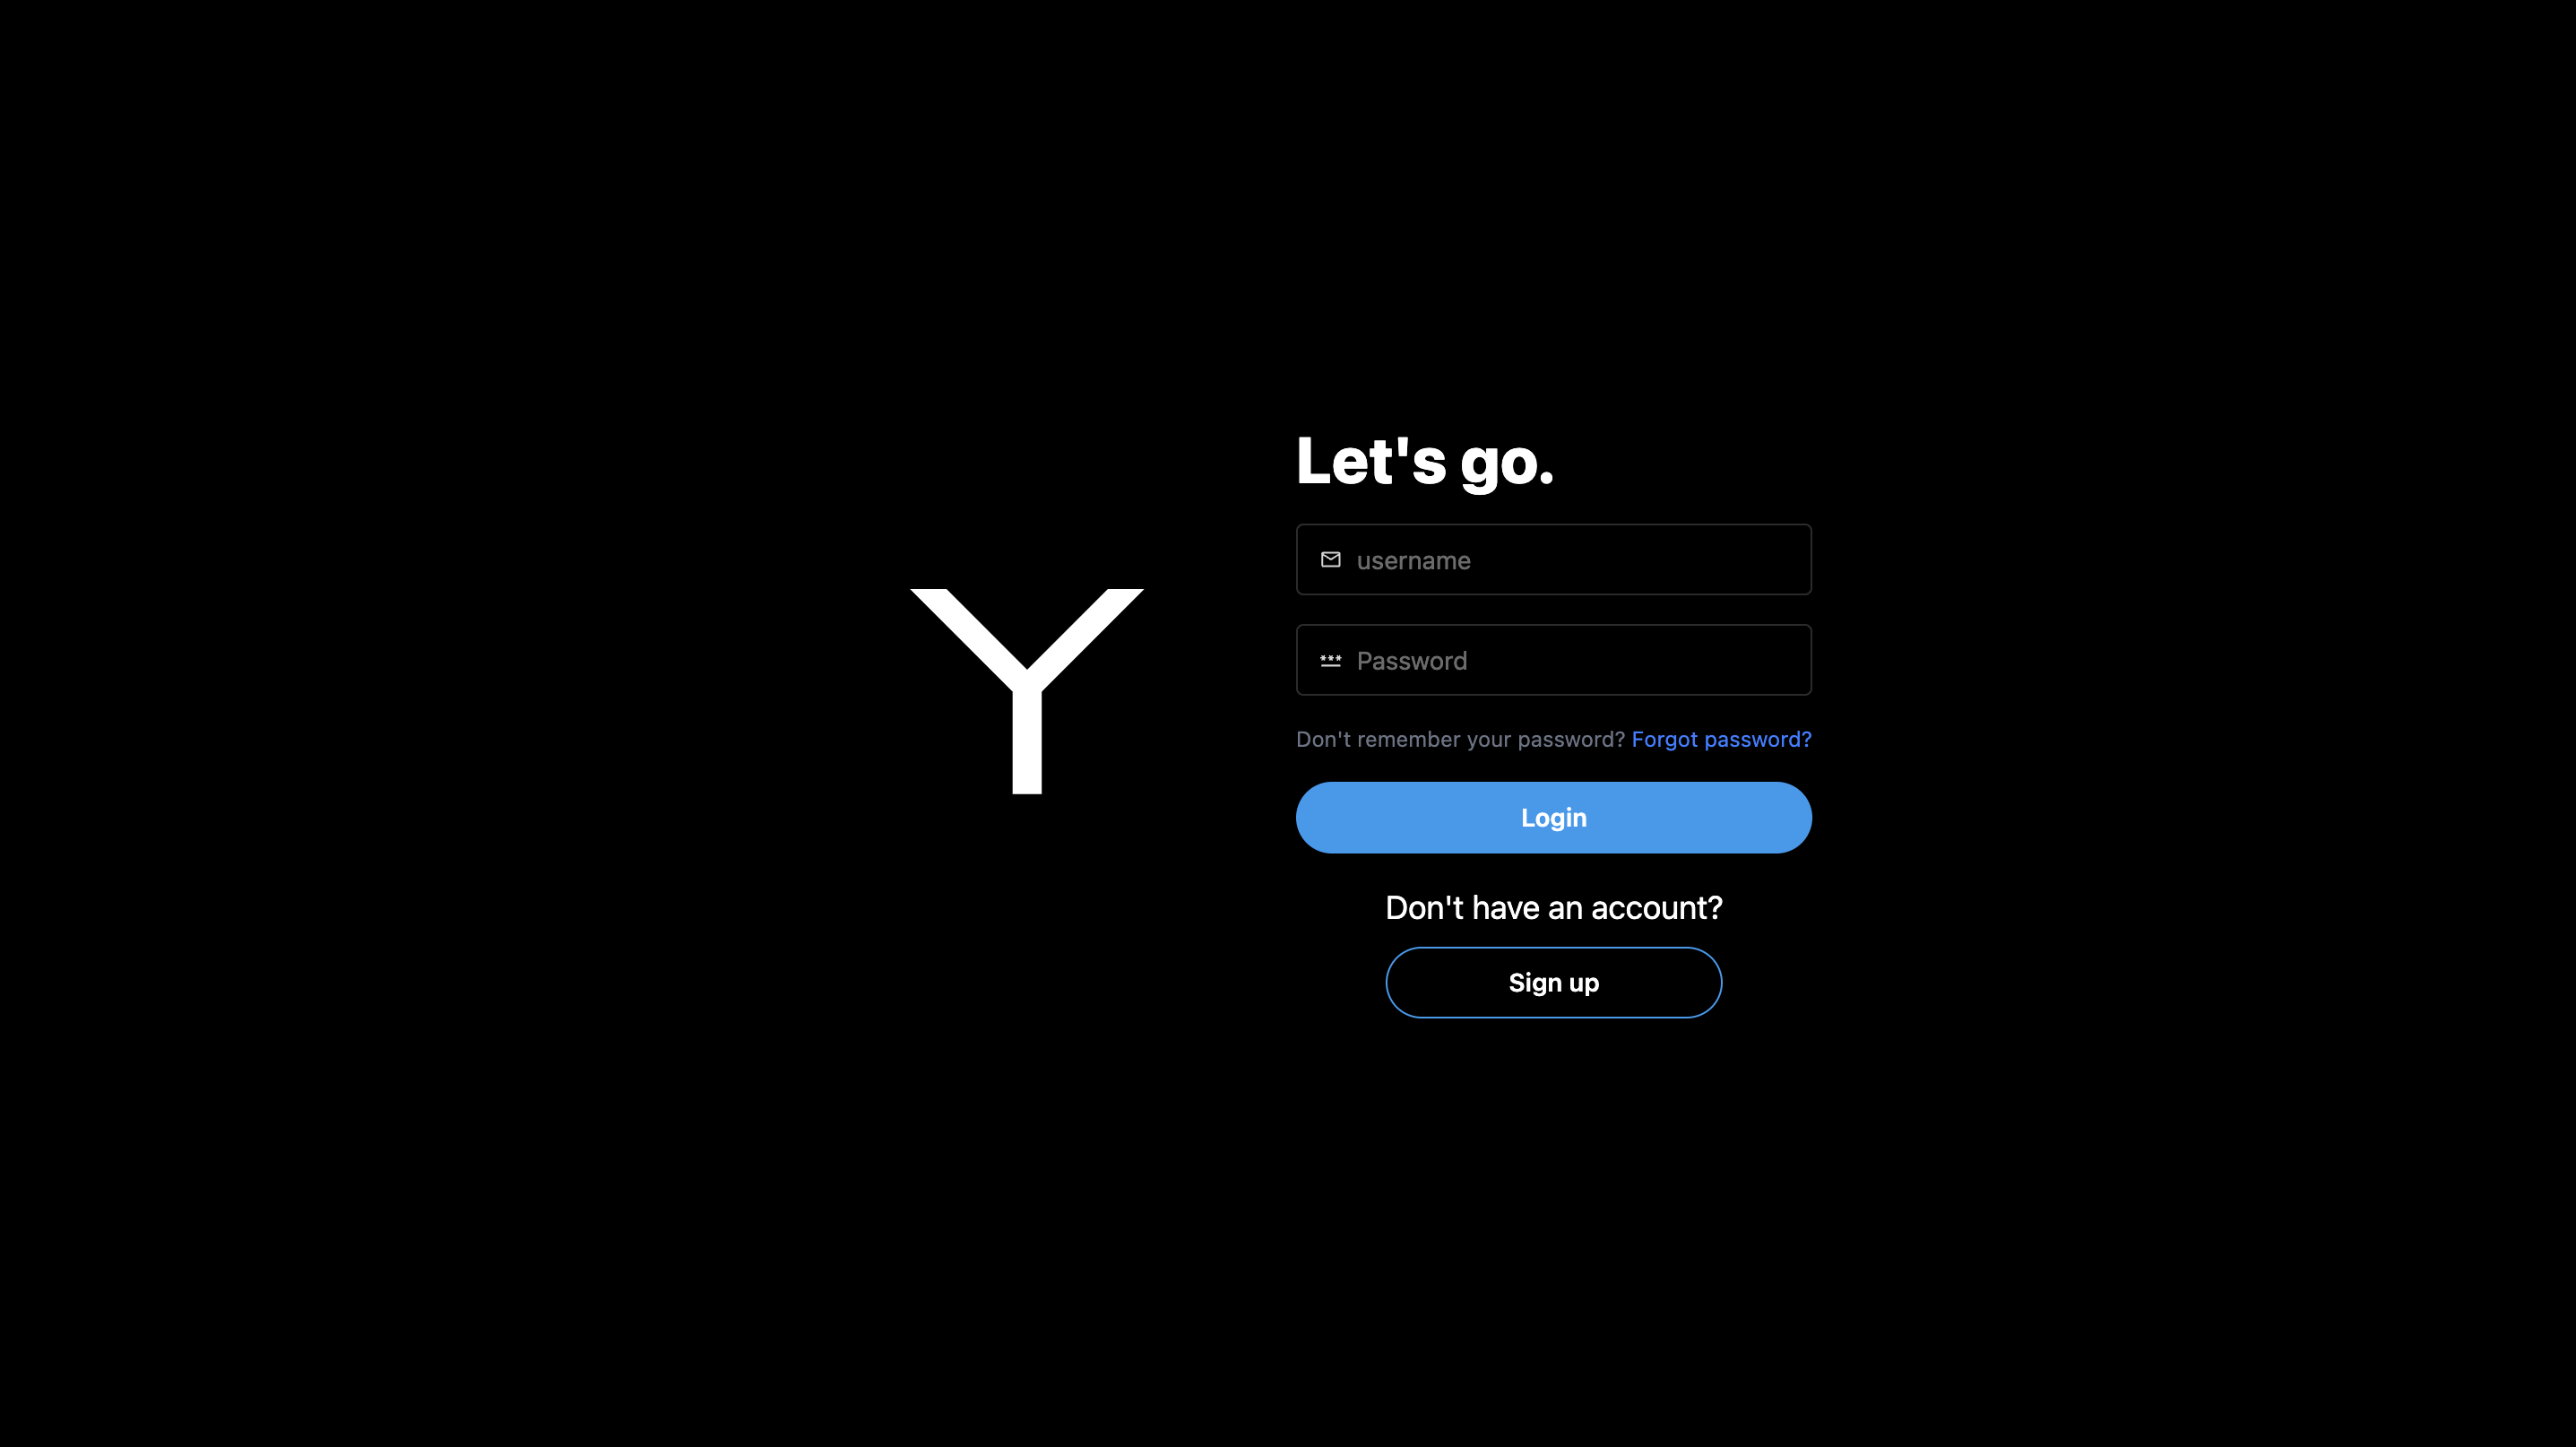 Y
Let's go.
username
Password
Don't remember your password? Forgot password?
Login
Don't have an account?
Sign up